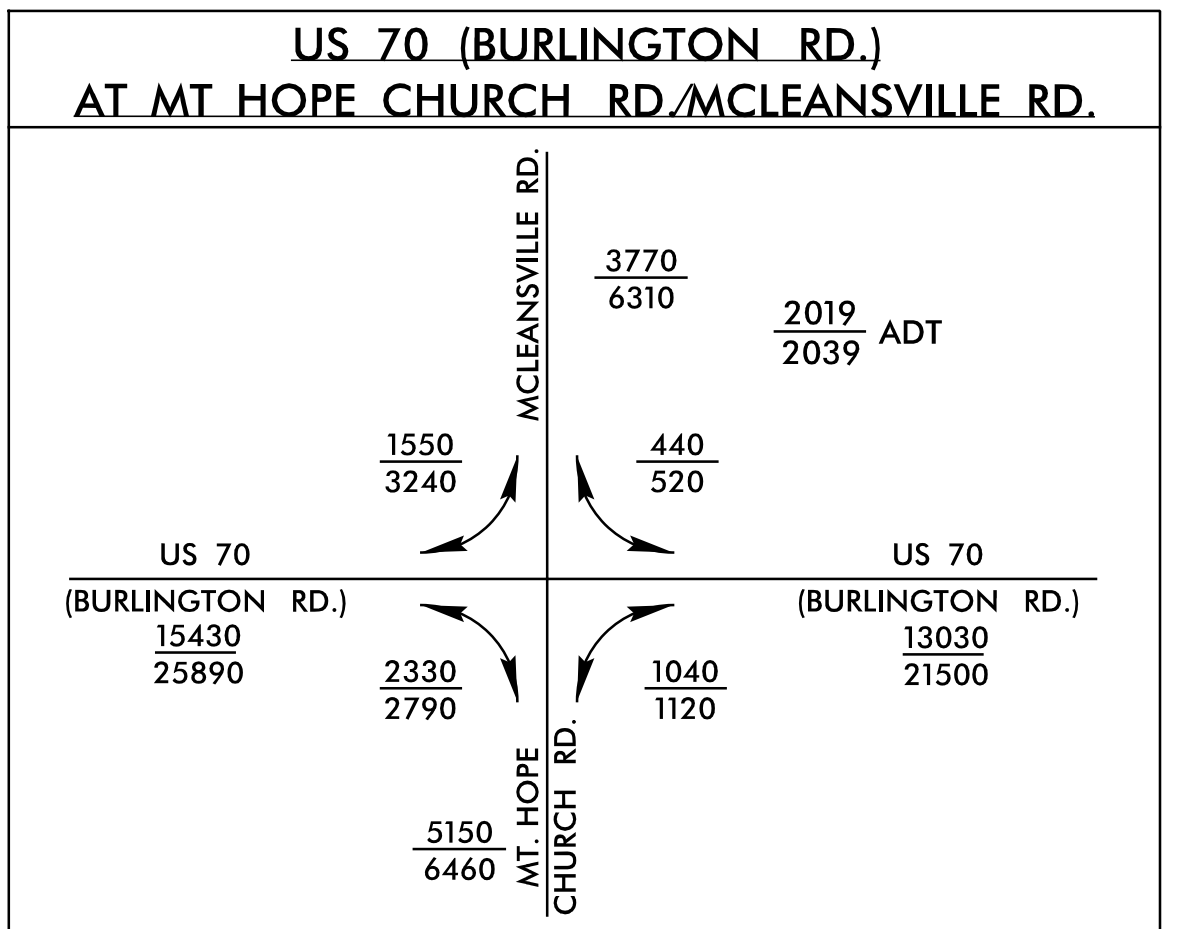 US 70 (BURLINGTON RD.)
AT MT HOPE CHURCH RD./MCLEANSVILLE RD.
MCLEANSVILLE RD.
3770
6310
2019
2039
ADT
1550
3240
440
520
US 70
(BURLINGTON RD.)
15430
25890
US 70
(BURLINGTON RD.)
13030
21500
2330
2790
1040
1120
5150
6460
MT. HOPE
CHURCH RD.